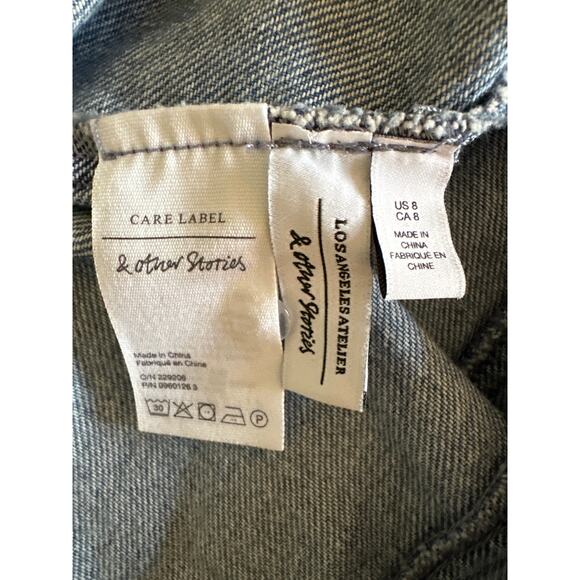 CARE LABEL
& other Stories
Made in China
Fabriqué en Chine
O/N 229206
P/N 0960126 3
30
P
LOS ANGELES ATELIER
& other Stories
US 8
CA 8
MADE IN
CHINA
FABRIQUÉ EN
CHINE